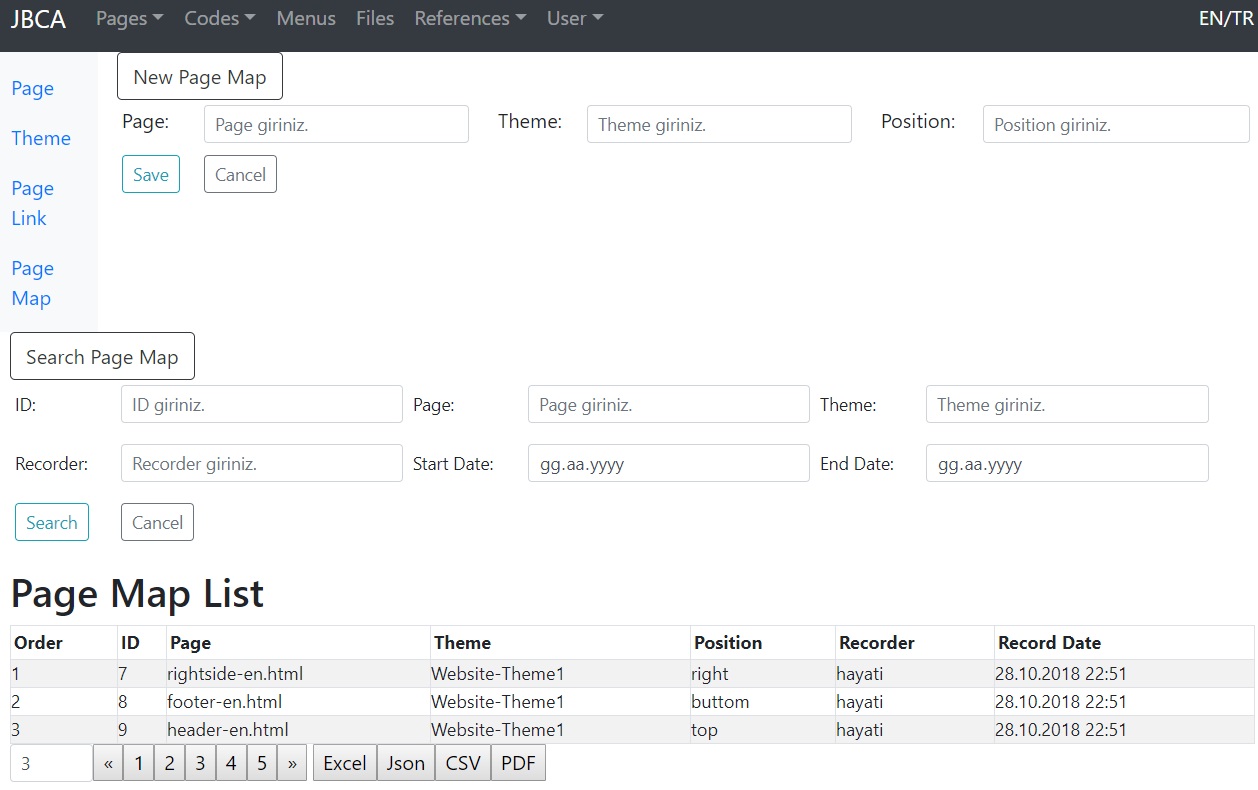 JBCA Pages Codes Menus Files References User EN/TR
Page
Theme
Page
Link
Page
Map
New Page Map
Page: Page giriniz. Theme: Theme giriniz. Position: Position giriniz.
Save Cancel
Search Page Map
ID: ID giriniz. Page: Page giriniz. Theme: Theme giriniz.
Recorder: Recorder giriniz. Start Date: gg.aa.yyyy End Date: gg.aa.yyyy
Search Cancel
Page Map List
Order ID Page Theme Position Recorder Record Date
1 7 rightside-en.html Website-Theme1 right hayati 28.10.2018 22:51
2 8 footer-en.html Website-Theme1 buttom hayati 28.10.2018 22:51
3 9 header-en.html Website-Theme1 top hayati 28.10.2018 22:51
3 « 1 2 3 4 5 » Excel Json CSV PDF